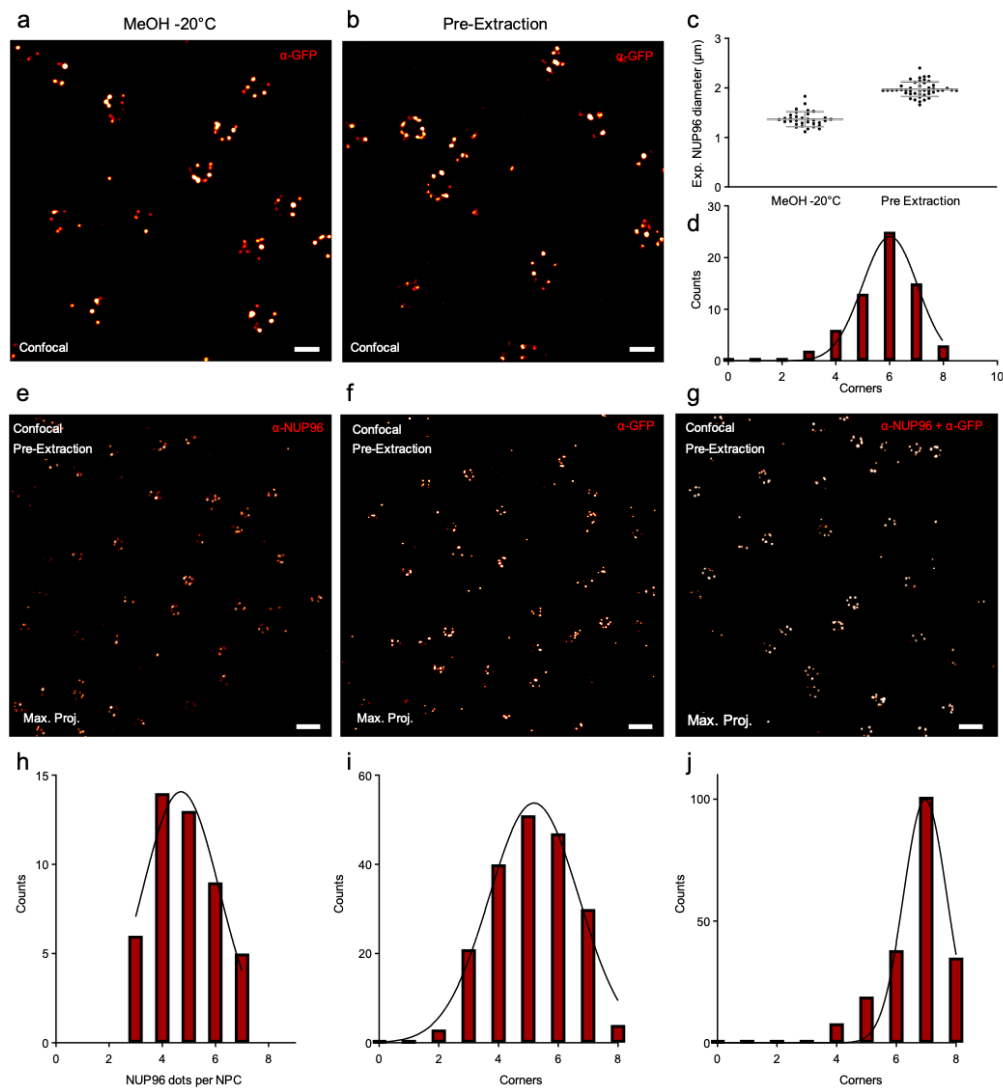 a
MeOH -20°C
b
Pre-Extraction
c
α-GFP
α-GFP
Confocal
Confocal
Exp. NUP96 diameter (µm)
3
2
1
0
MeOH -20°C
Pre Extraction
d
Counts
30
20
10
0
0
2
4
6
8
10
Corners
e
f
g
Confocal
α-NUP96
Pre-Extraction
Max. Proj.
Confocal
α-GFP
Pre-Extraction
Max. Proj.
Confocal
α-NUP96 + α-GFP
Pre-Extraction
Max. Proj.
h
Counts
15
10
5
0
0
2
4
6
8
NUP96 dots per NPC
i
Counts
60
40
20
0
0
2
4
6
8
Corners
j
Counts
100
50
0
0
2
4
6
8
Corners